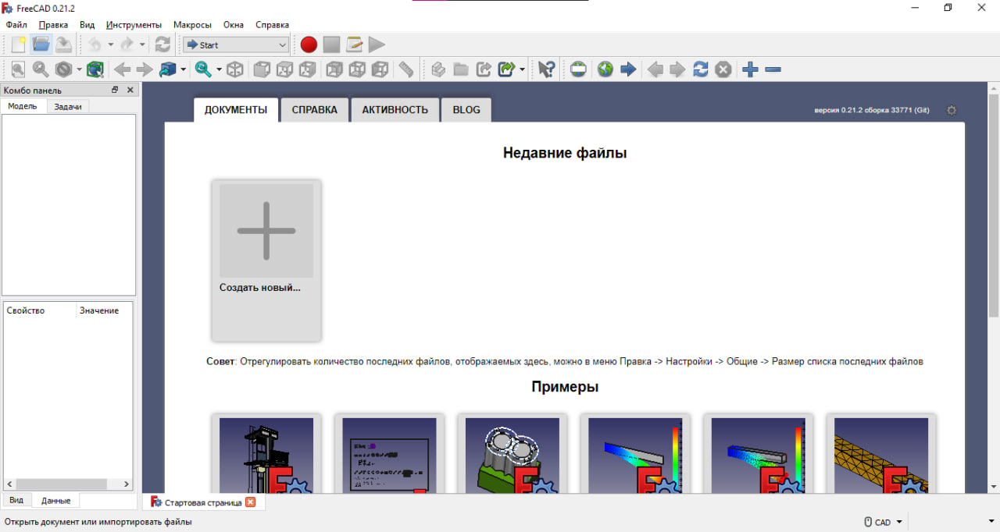 FreeCAD 0.21.2
Файл Правка Вид Инструменты Макросы Окна Справка
Start
Комбо панель
Модель Задачи
ДОКУМЕНТЫ СПРАВКА АКТИВНОСТЬ BLOG
версия 0.21.2 сборка 33771 (Git)
Недавние файлы
Создать новый...
Свойство Значение
Совет: Отрегулировать количество последних файлов, отображаемых здесь, можно в меню Правка -> Настройки -> Общие -> Размер списка последних файлов
Примеры
Вид Данные
Стартовая страница
Открыть документ или импортировать файлы
CAD